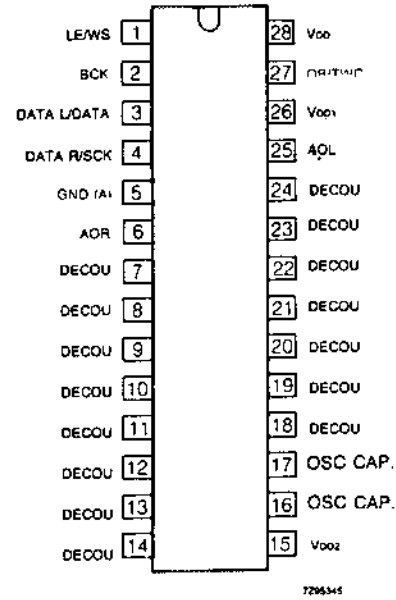 LE/WS 1 28 VDD
BCK 2 27
DATA L/DATA 3 26 VDD1
DATA R/SCK 4 25 AOL
GND (A) 5 24 DECOU
AOR 6 23 DECOU
DECOU 7 22 DECOU
DECOU 8 21 DECOU
DECOU 9 20 DECOU
DECOU 10 19 DECOU
DECOU 11 18 DECOU
DECOU 12 17 OSC CAP.
DECOU 13 16 OSC CAP.
DECOU 14 15 VDD2
7295345